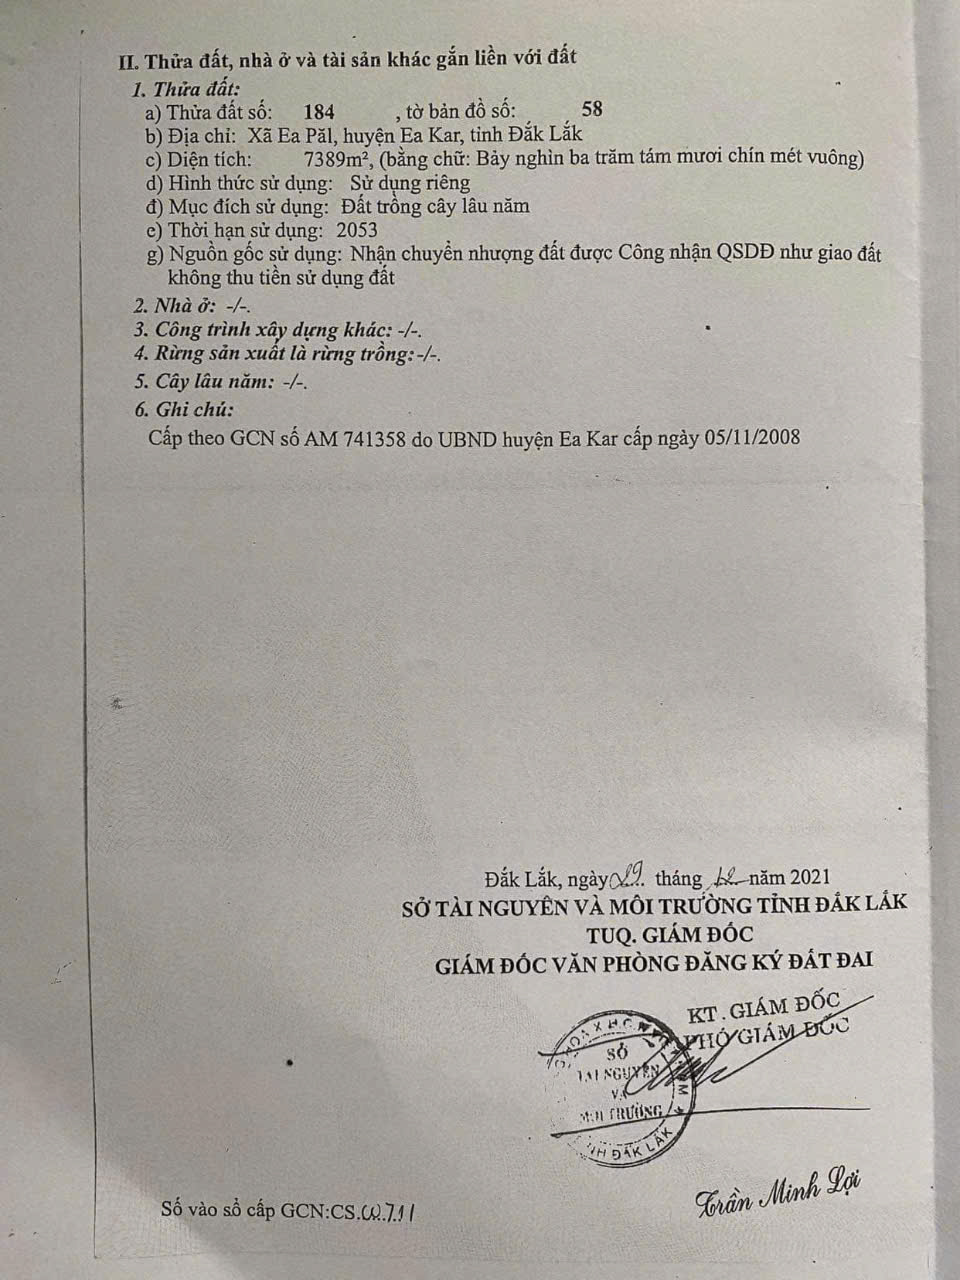 II. Thửa đất, nhà ở và tài sản khác gắn liền với đất
1. Thửa đất:
a) Thửa đất số: 184 , tờ bản đồ số: 58
b) Địa chỉ: Xã Ea Păl, huyện Ea Kar, tỉnh Đắk Lắk
c) Diện tích: 7389m², (bằng chữ: Bảy nghìn ba trăm tám mươi chín mét vuông)
d) Hình thức sử dụng: Sử dụng riêng
đ) Mục đích sử dụng: Đất trồng cây lâu năm
e) Thời hạn sử dụng: 2053
g) Nguồn gốc sử dụng: Nhận chuyển nhượng đất được Công nhận QSDĐ như giao đất
không thu tiền sử dụng đất
2. Nhà ở: -/-.
3. Công trình xây dựng khác: -/-.
4. Rừng sản xuất là rừng trồng: -/-.
5. Cây lâu năm: -/-.
6. Ghi chú:
Cấp theo GCN số AM 741358 do UBND huyện Ea Kar cấp ngày 05/11/2008
Đắk Lắk, ngày 29 tháng 12 năm 2021
SỞ TÀI NGUYÊN VÀ MÔI TRƯỜNG TỈNH ĐẮK LẮK
TUQ. GIÁM ĐỐC
GIÁM ĐỐC VĂN PHÒNG ĐĂNG KÝ ĐẤT ĐAI
KT. GIÁM ĐỐC
PHÓ GIÁM ĐỐC
SỞ
TÀI NGUYÊN
VÀ
MÔI TRƯỜNG
TỈNH ĐẮK LẮK
Trần Minh Lợi
Số vào sổ cấp GCN:CS.